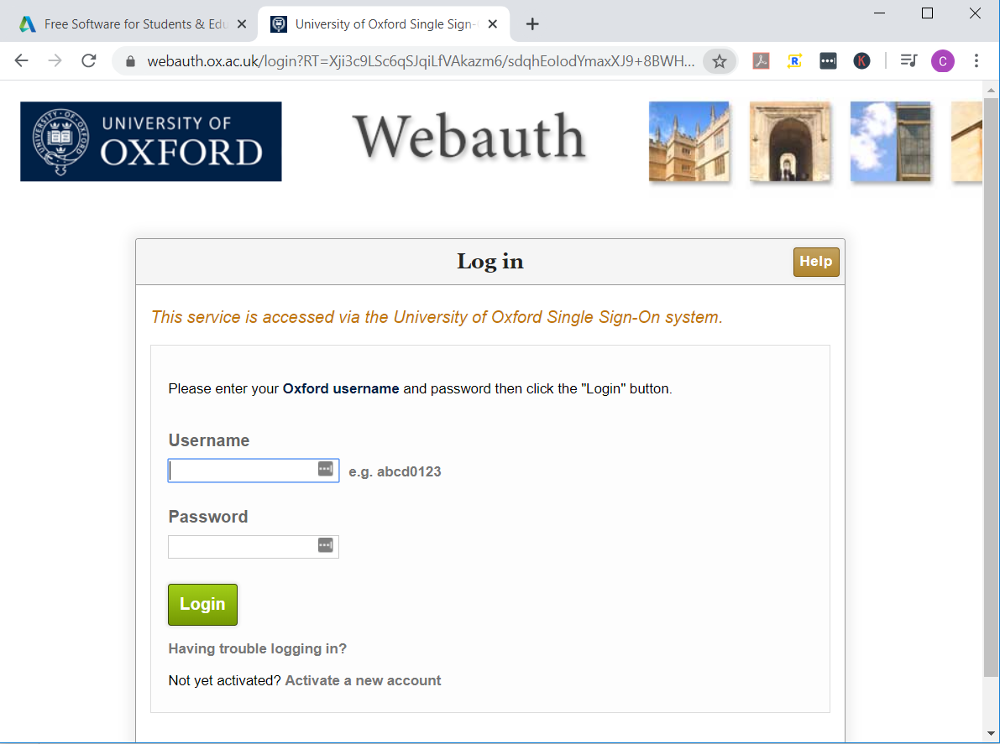 Free Software for Students & Edu
University of Oxford Single Sign-
webauth.ox.ac.uk/login?RT=Xji3c9LSc6qSJqiLfVAkazm6/sdqhEoIodYmaxXJ9+8BWH...
R
K
C
UNIVERSITY OF
OXFORD
Webauth
Log in
Help
This service is accessed via the University of Oxford Single Sign-On system.
Please enter your Oxford username and password then click the "Login" button.
Username
e.g. abcd0123
Password
Login
Having trouble logging in?
Not yet activated? Activate a new account